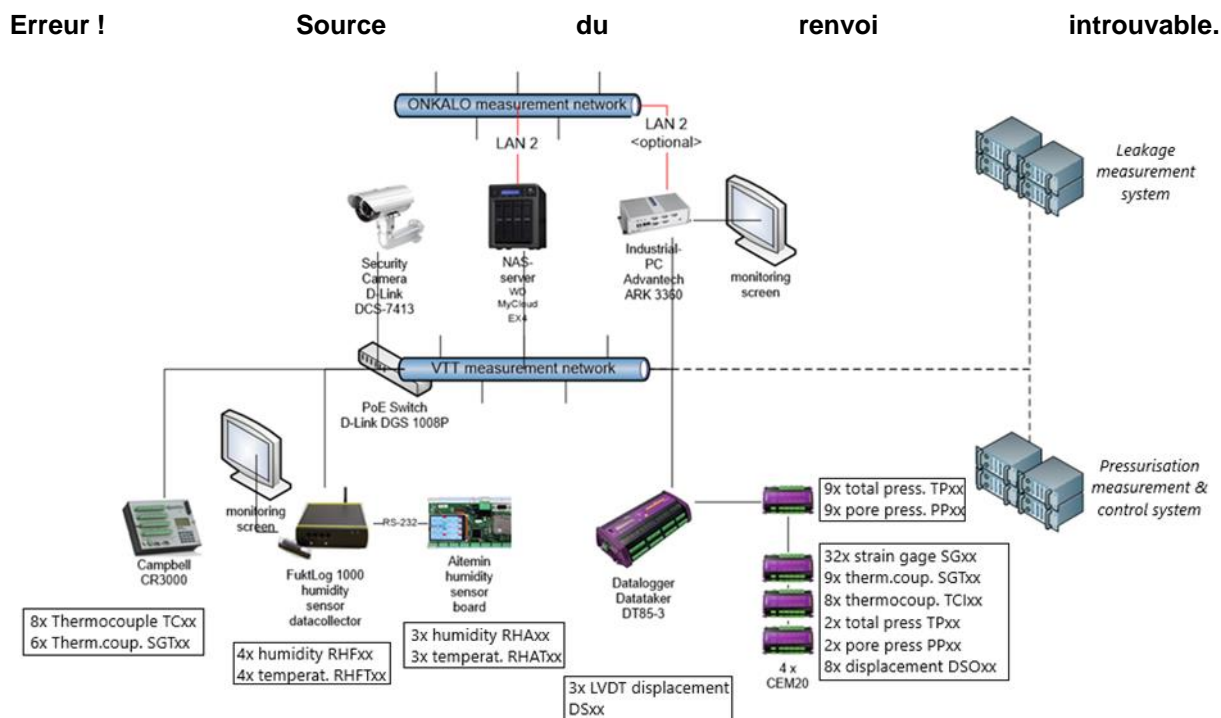 Erreur ! Source du renvoi introuvable.
ONKALO measurement network
LAN 2
LAN 2
<optional>
Leakage
measurement
system
Security
Camera
D-Link
DCS-7413
NAS-
server
WD
MyCloud
EX4
Industrial-
PC
Advantech
ARK 3360
monitoring
screen
VTT measurement network
PoE Switch
D-Link DGS 1008P
monitoring
screen
Pressurisation
measurement &
control system
9x total press. TPxx
9x pore press. PPxx
RS-232
Campbell
CR3000
FuktLog 1000
humidity
sensor
datacollector
Aitemin
humidity
sensor
board
Datalogger
Datataker
DT85-3
32x strain gage SGxx
9x therm.coup. SGTxx
8x thermocoup. TCIxx
2x total press TPxx
2x pore press PPxx
8x displacement DSOxx
4 x
CEM20
8x Thermocouple TCxx
6x Therm.coup. SGTxx
4x humidity RHFxx
4x temperat. RHFTxx
3x humidity RHAxx
3x temperat. RHATxx
3x LVDT displacement
DSxx